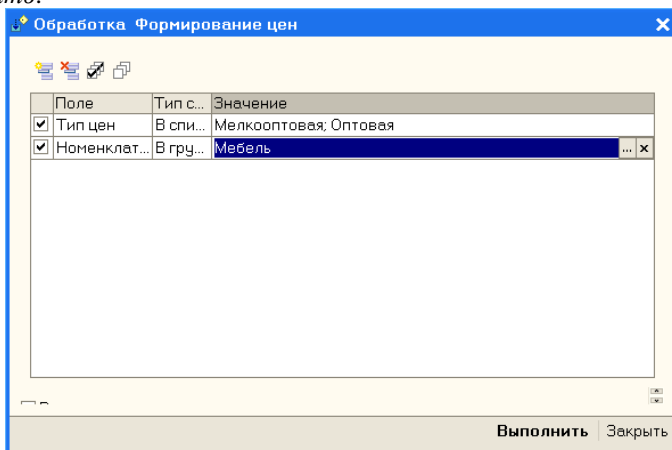 Обработка Формирование цен
Поле Тип с... Значение
Тип цен В спи... Мелкооптовая; Оптовая
Номенклат... В гру... Мебель ... x
Выполнить Закрыть